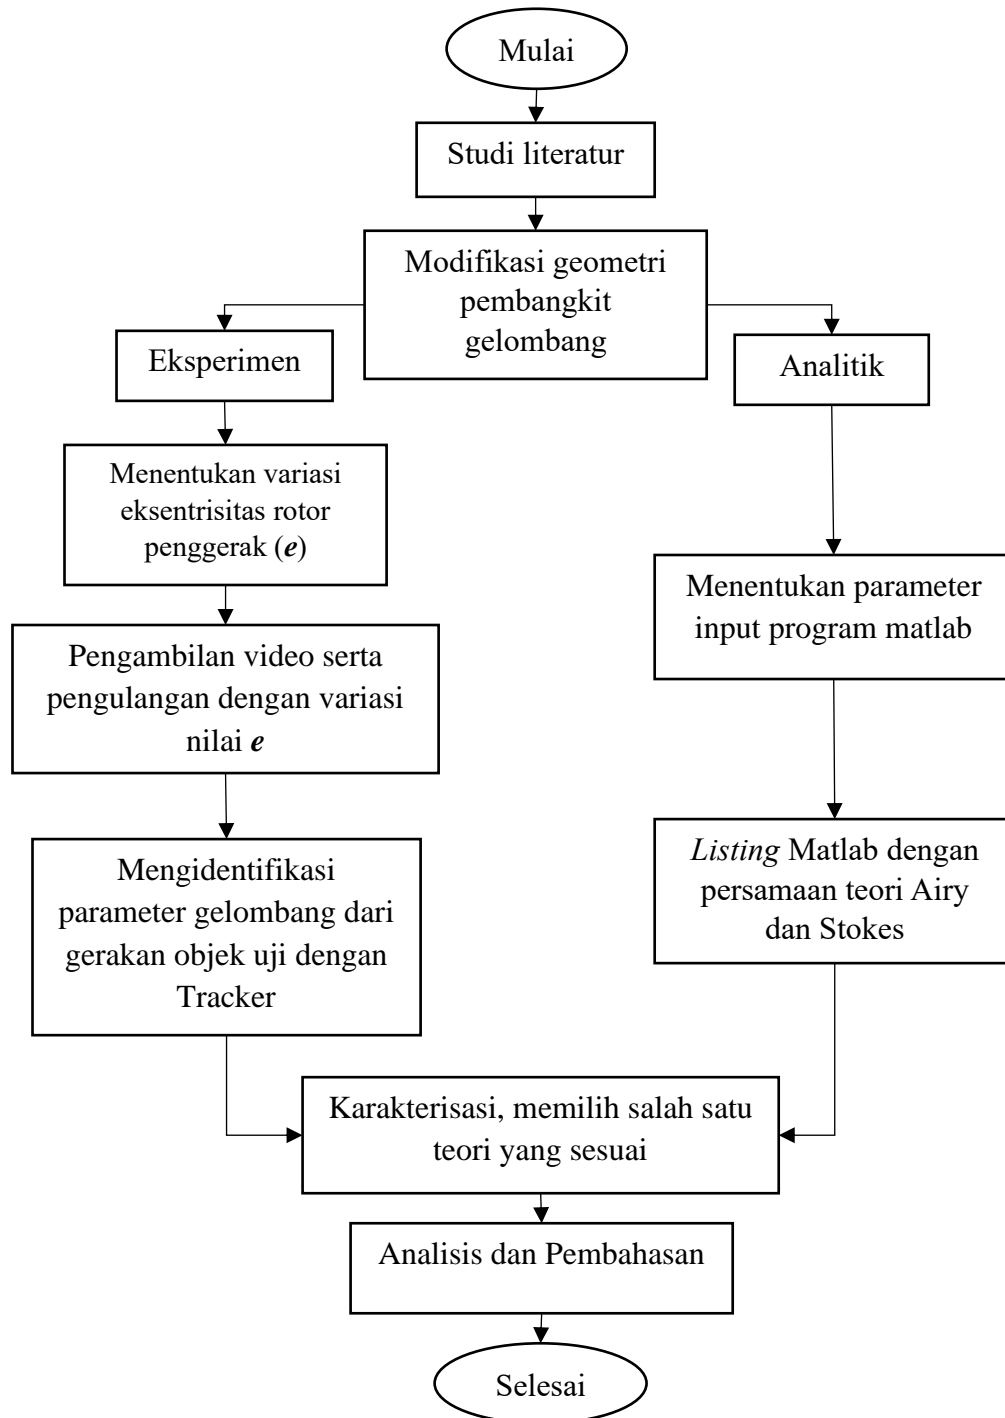 Mulai
Studi literatur
Modifikasi geometri
pembangkit
gelombang
Eksperimen
Analitik
Menentukan variasi
eksentrisitas rotor
penggerak (e)
Menentukan parameter
input program matlab
Pengambilan video serta
pengulangan dengan variasi
nilai e
Listing Matlab dengan
persamaan teori Airy
dan Stokes
Mengidentifikasi
parameter gelombang dari
gerakan objek uji dengan
Tracker
Karakterisasi, memilih salah satu
teori yang sesuai
Analisis dan Pembahasan
Selesai